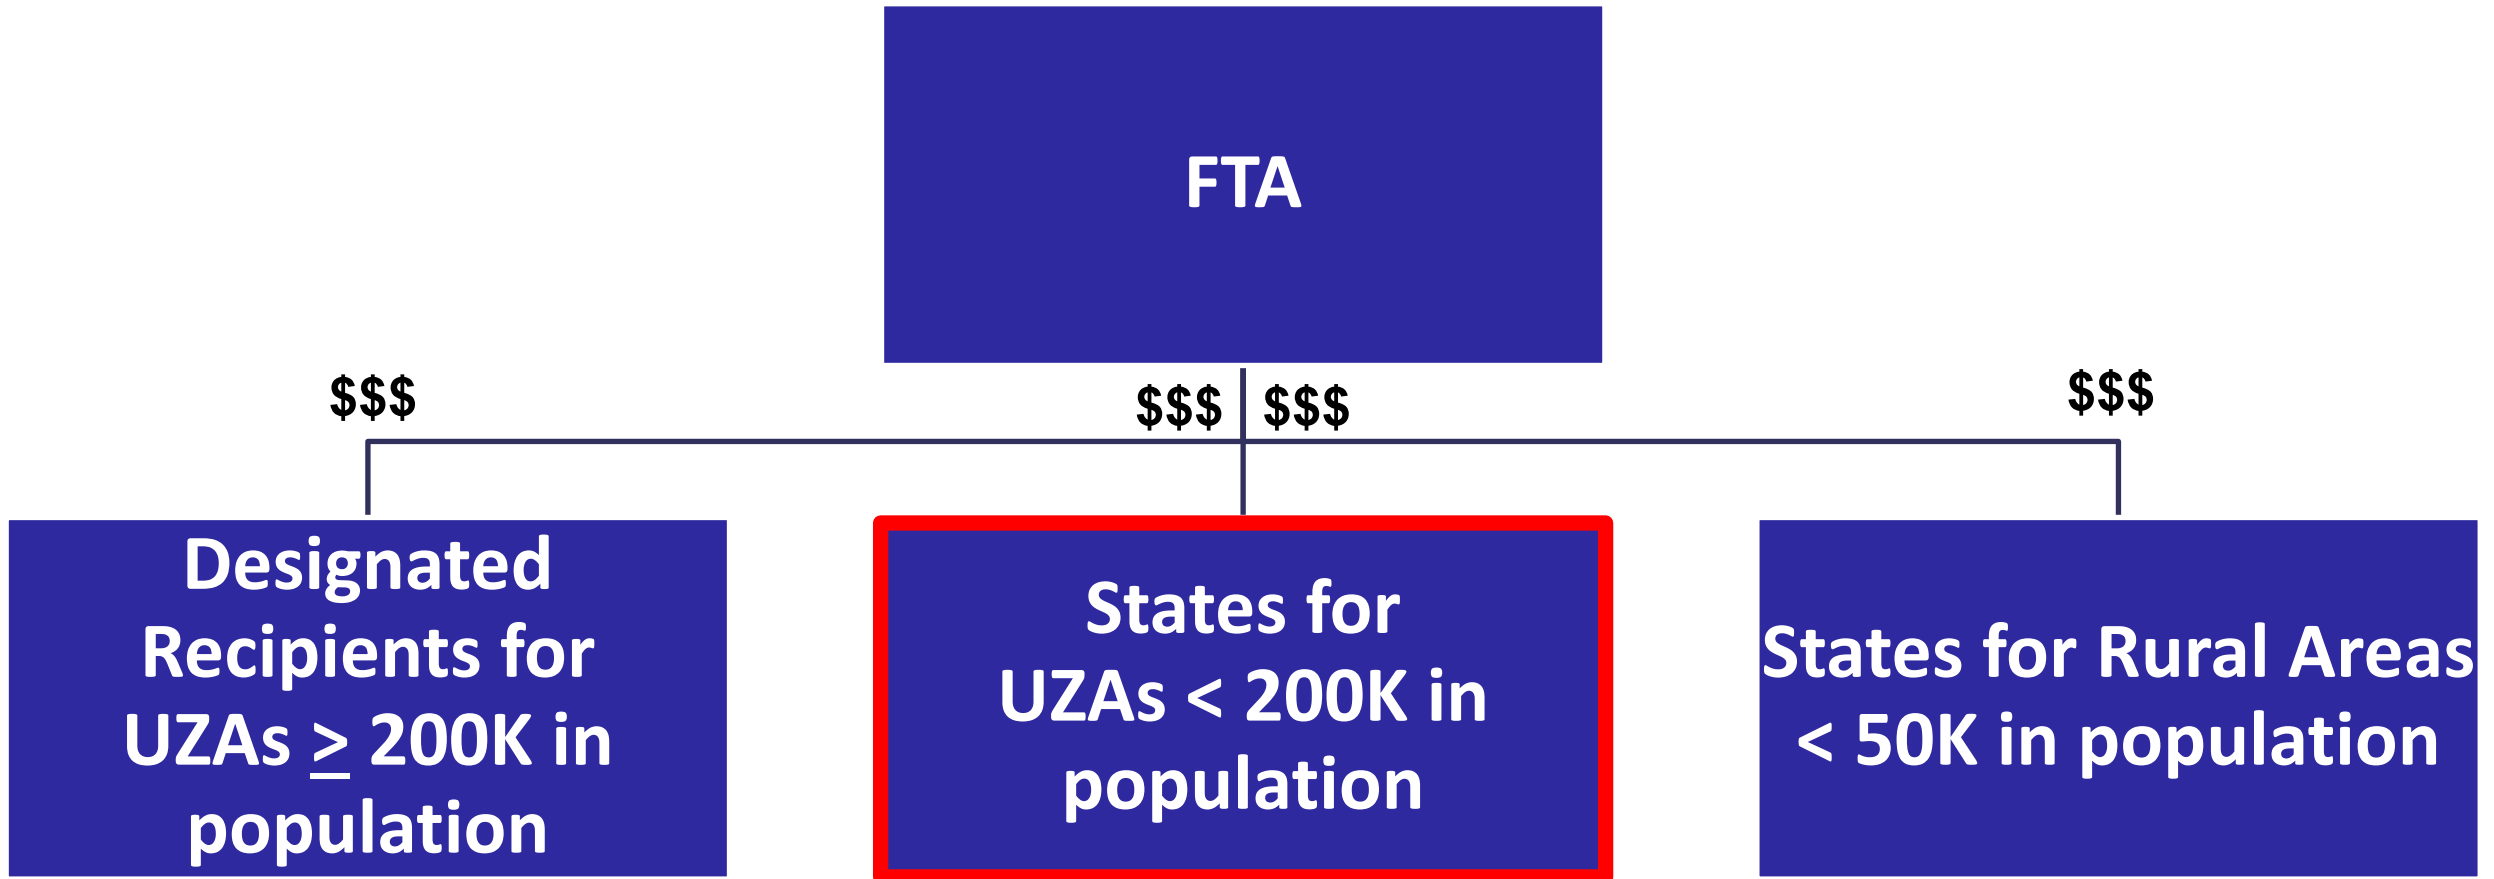 FTA
$$$
$$$ $$$
$$$
Designated
Recipients for
UZAs > 200K in
population
States for
UZAs < 200K in
population
States for Rural Areas
< 50K in population